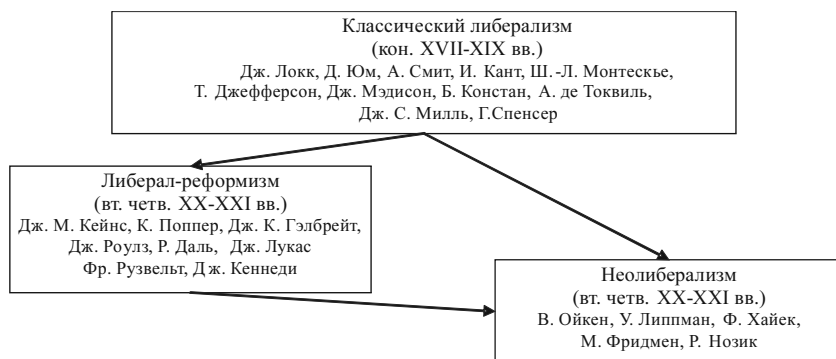 Классический либерализм
(кон. XVII-XIX вв.)
Дж. Локк, Д. Юм, А. Смит, И. Кант, Ш.-Л. Монтескье,
Т. Джефферсон, Дж. Мэдисон, Б. Констан, А. де Токвиль,
Дж. С. Милль, Г.Спенсер
Либерал-реформизм
(вт. четв. XX-XXI вв.)
Дж. М. Кейнс, К. Поппер, Дж. К. Гэлбрейт,
Дж. Роулз, Р. Даль, Дж. Лукас
Фр. Рузвельт, Дж. Кеннеди
Неолиберализм
(вт. четв. XX-XXI вв.)
В. Ойкен, У. Липпман, Ф. Хайек,
М. Фридмен, Р. Нозик